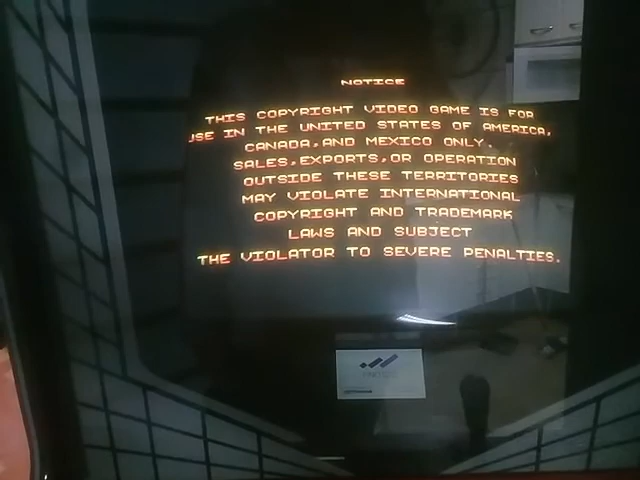 NOTICE
THIS COPYRIGHT VIDEO GAME IS FOR
USE IN THE UNITED STATES OF AMERICA,
CANADA,AND MEXICO ONLY.
SALES,EXPORTS,OR OPERATION
OUTSIDE THESE TERRITORIES
MAY VIOLATE INTERNATIONAL
COPYRIGHT AND TRADEMARK
LAWS AND SUBJECT
THE VIOLATOR TO SEVERE PENALTIES.